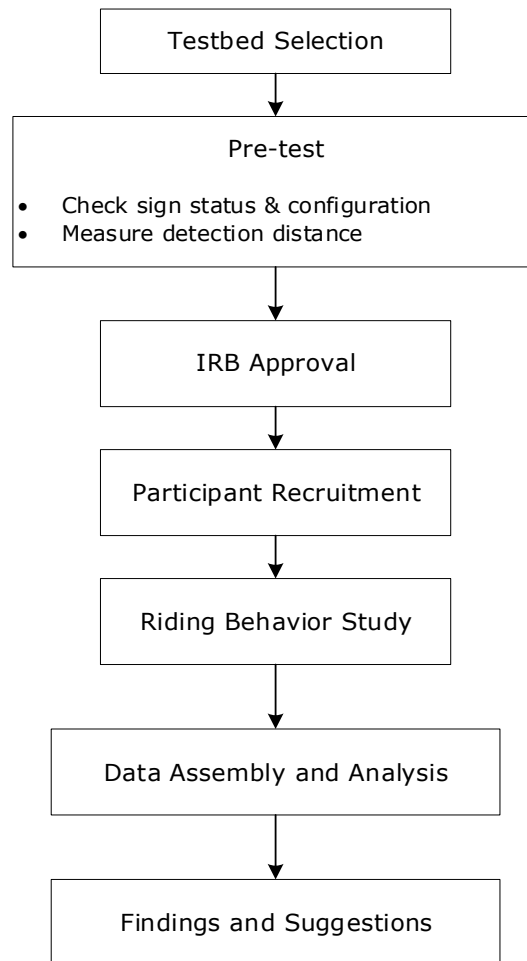 Testbed Selection
Pre-test
• Check sign status & configuration
• Measure detection distance
IRB Approval
Participant Recruitment
Riding Behavior Study
Data Assembly and Analysis
Findings and Suggestions